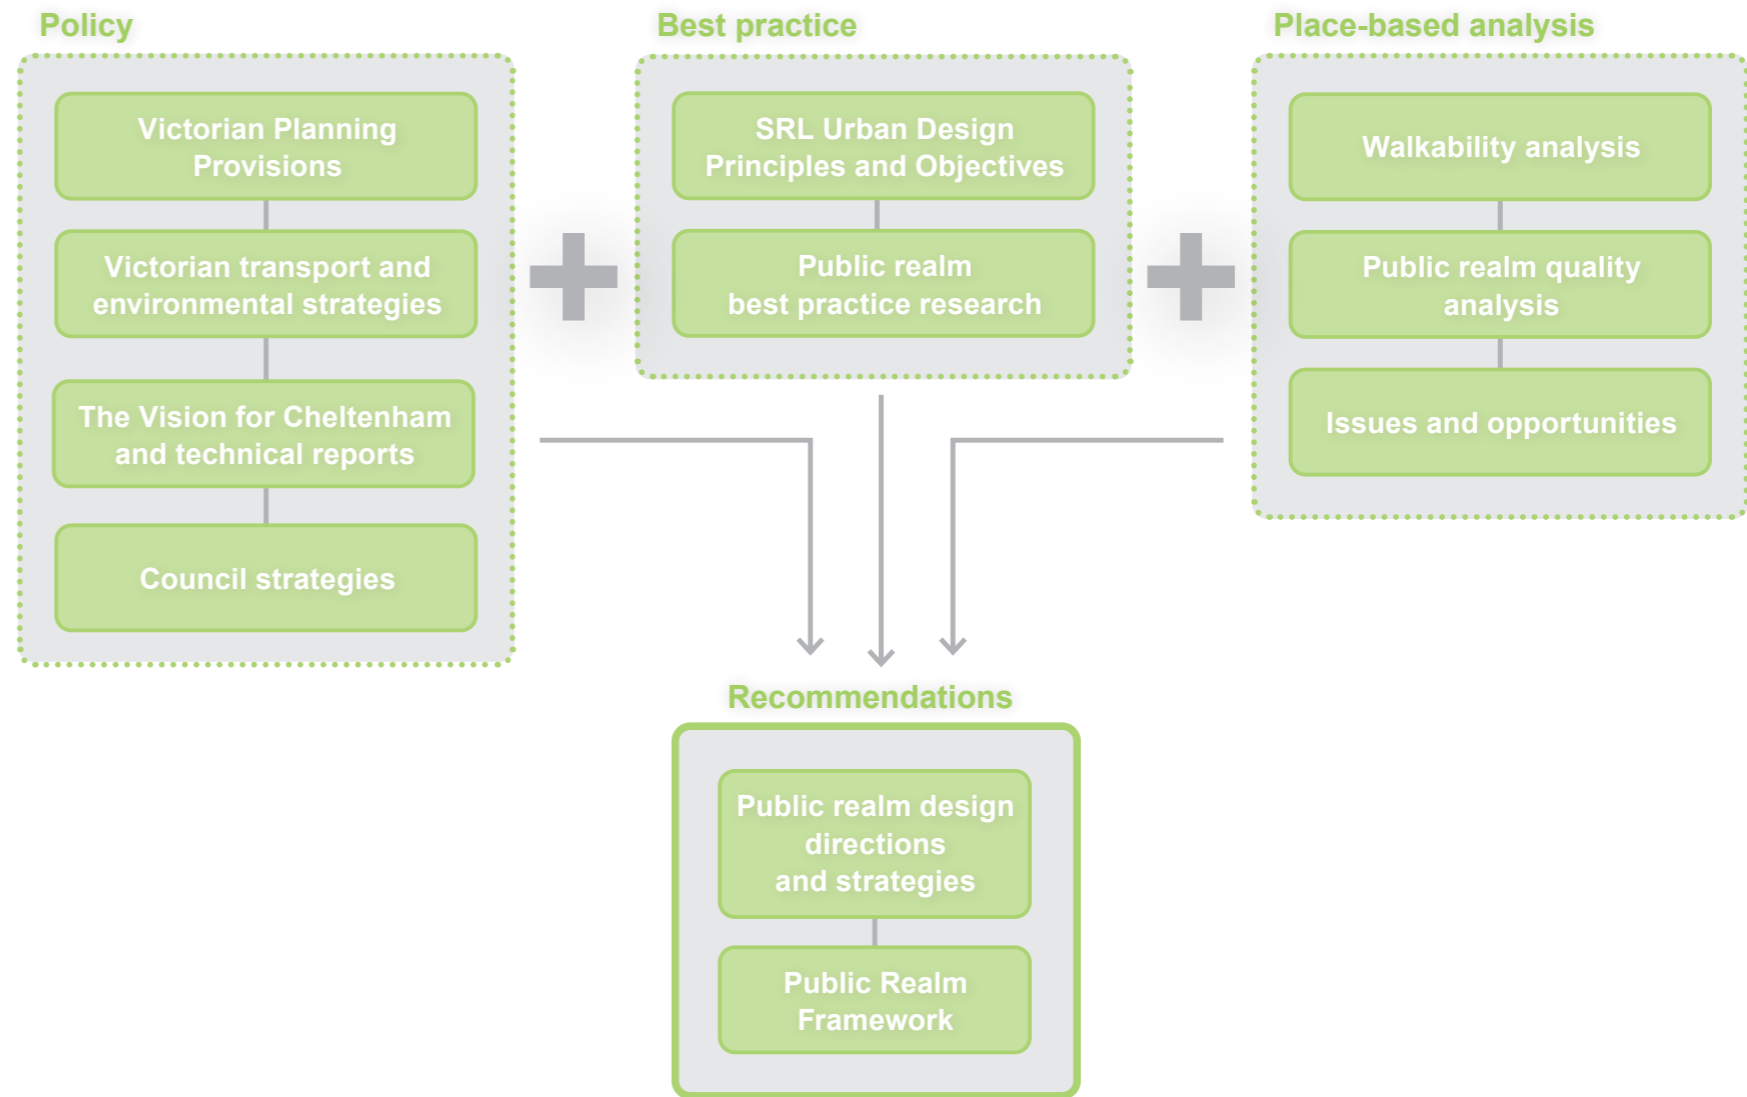 Policy
Victorian Planning
Provisions
Victorian transport and
environmental strategies
The Vision for Cheltenham
and technical reports
Council strategies
Best practice
SRL Urban Design
Principles and Objectives
Public realm
best practice research
Place-based analysis
Walkability analysis
Public realm quality
analysis
Issues and opportunities
Recommendations
Public realm design
directions
and strategies
Public Realm
Framework